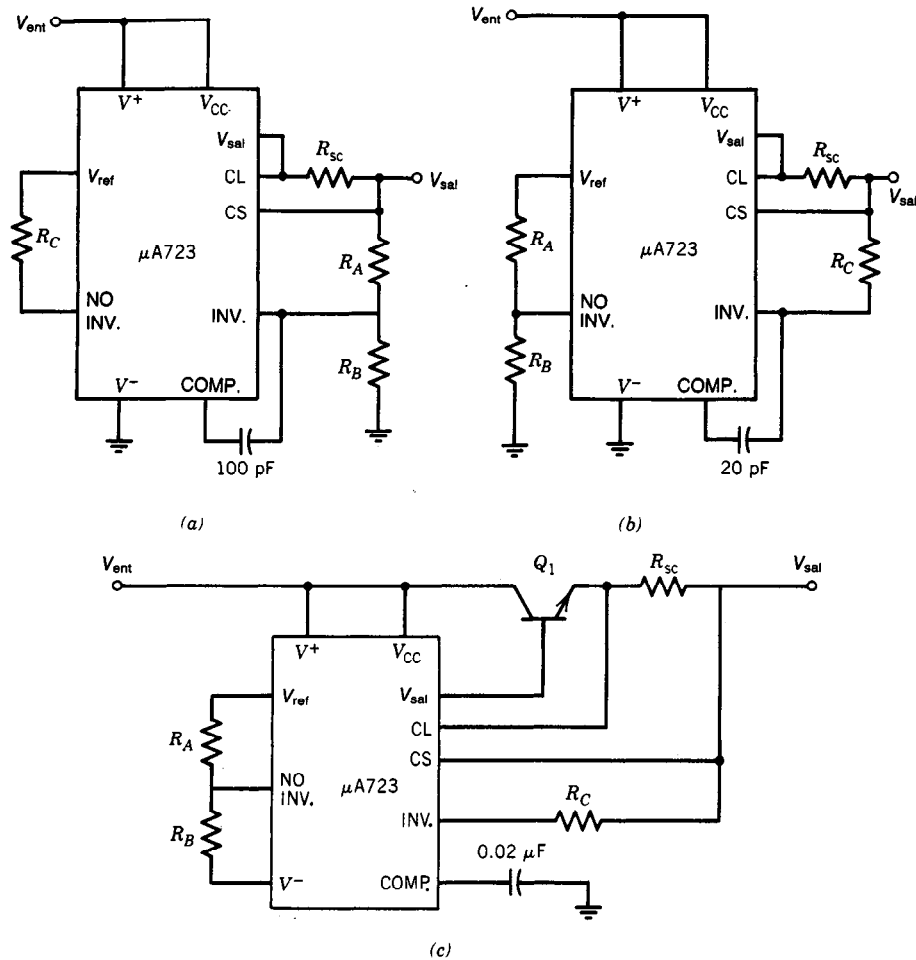 V_ent
V+
V_CC
V_sal
R_sc
V_ref
CL
V_sal
CS
R_C
µA723
R_A
NO
INV.
INV.
R_B
V−
COMP.
100 pF
(a)
V_ent
V+
V_CC
V_sal
R_sc
V_ref
CL
V_sal
CS
R_A
µA723
R_C
NO
INV.
INV.
R_B
V−
COMP.
20 pF
(b)
V_ent
Q1
R_sc
V_sal
V+
V_CC
V_ref
V_sal
CL
R_A
CS
NO
INV.
µA723
R_C
R_B
INV.
0.02 µF
V−
COMP.
(c)